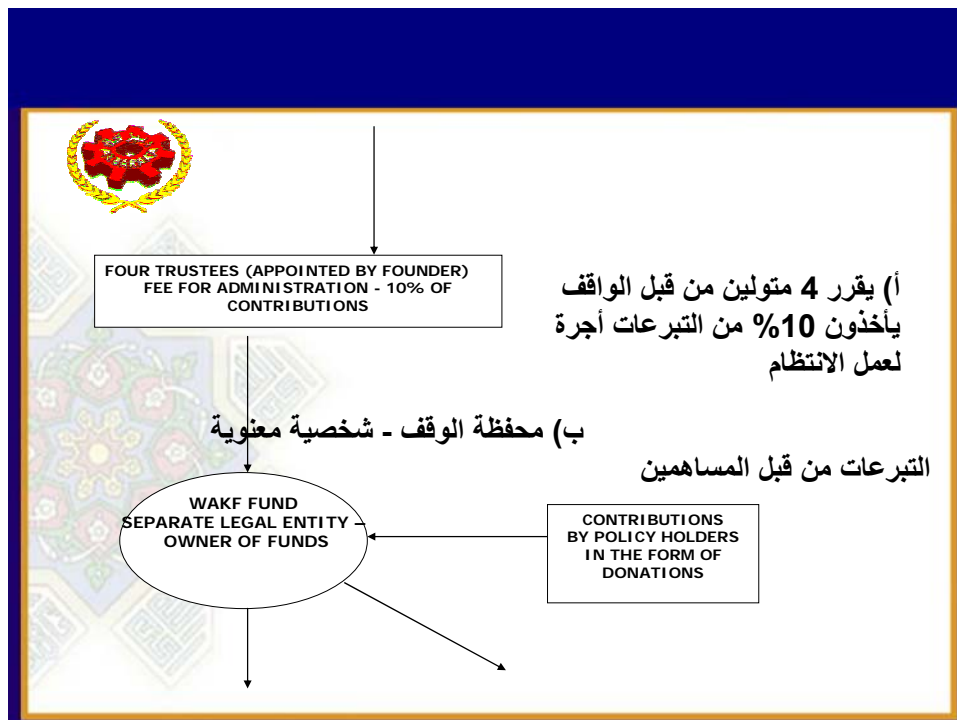 FOUR TRUSTEES (APPOINTED BY FOUNDER)
FEE FOR ADMINISTRATION - 10% OF
CONTRIBUTIONS
أ) يقرر 4 متولين من قبل الواقف
يأخذون 10% من التبرعات أجرة
لعمل الانتظام
ب) محفظة الوقف - شخصية معنوية
التبرعات من قبل المساهمين
WAKF FUND
SEPARATE LEGAL ENTITY –
OWNER OF FUNDS
CONTRIBUTIONS
BY POLICY HOLDERS
IN THE FORM OF
DONATIONS